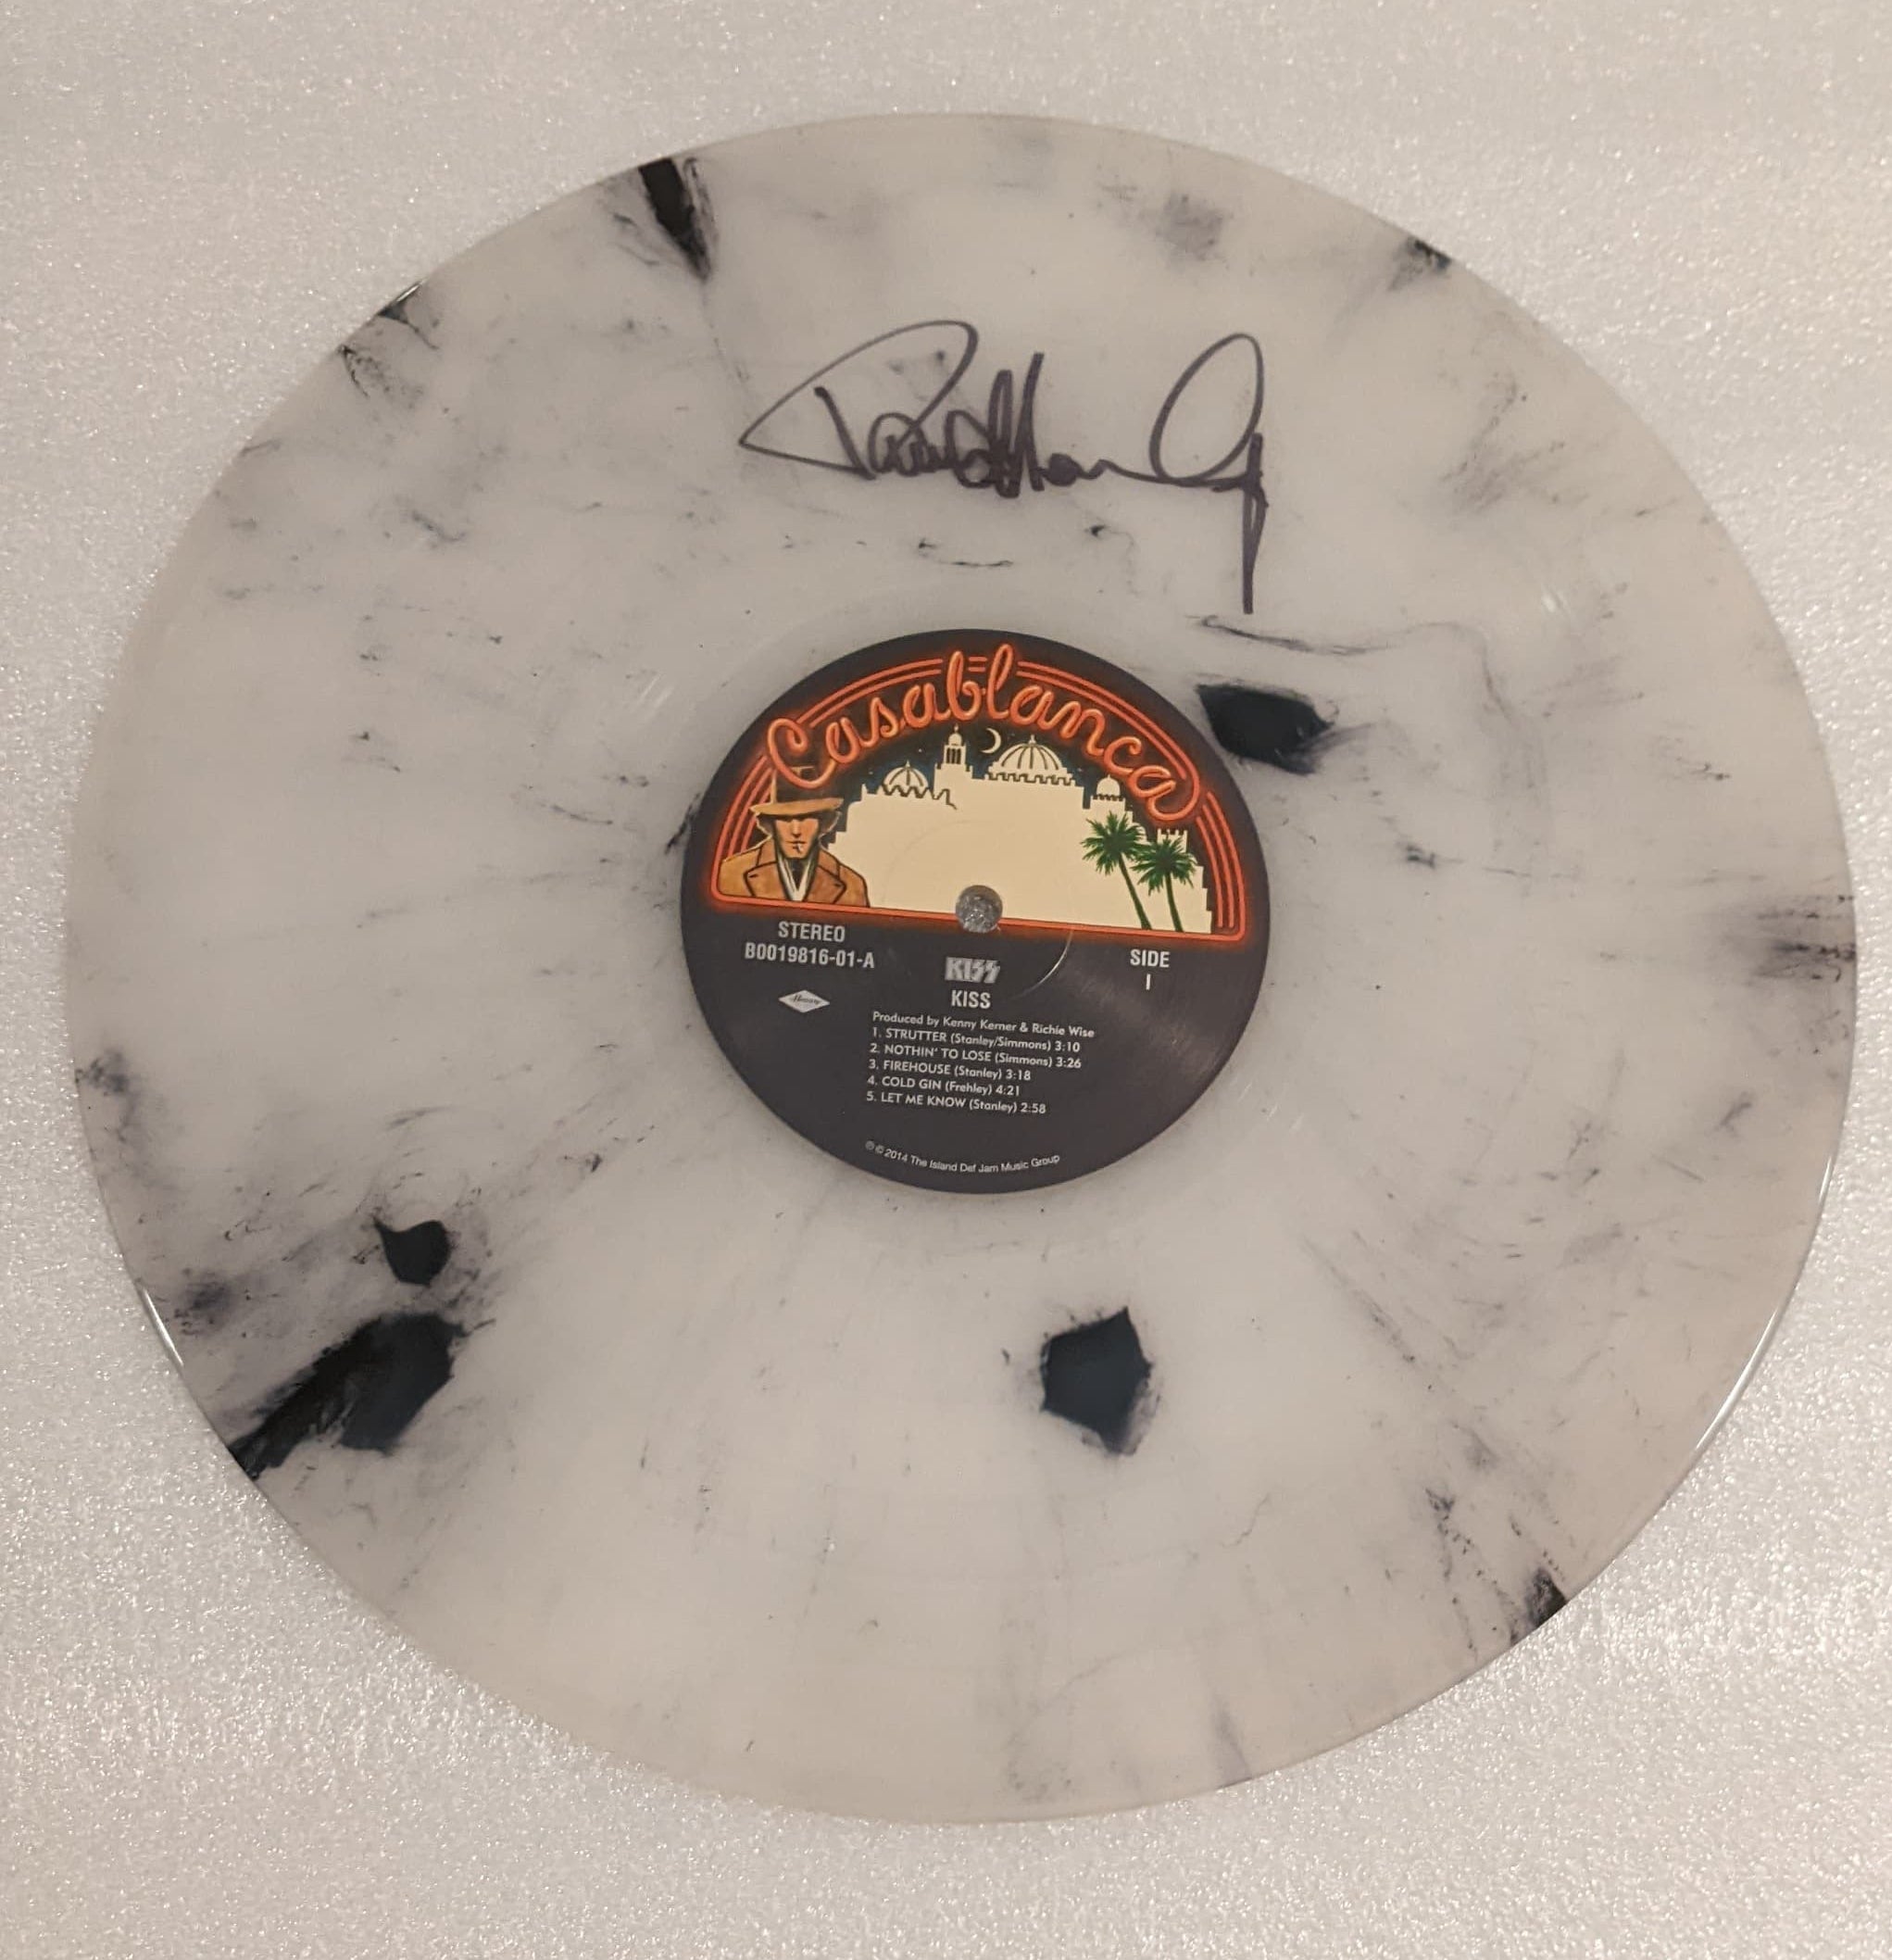 Paul Stanley
Casablanca
STEREO
B0019816-01-A
SIDE
I
KISS
KISS
Produced by Kenny Kerner & Richie Wise
1. STRUTTER (Stanley/Simmons) 3:10
2. NOTHIN' TO LOSE (Simmons) 3:26
3. FIREHOUSE (Stanley) 3:18
4. COLD GIN (Frehley) 4:21
5. LET ME KNOW (Stanley) 2:58
℗ © 2014 The Island Def Jam Music Group